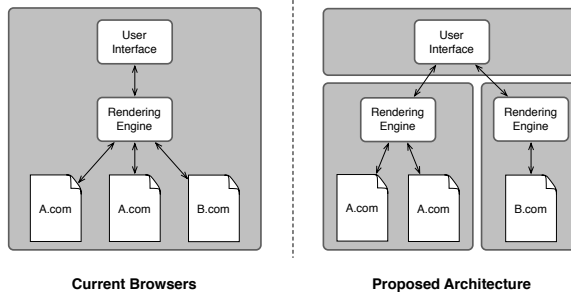 User
Interface
Rendering
Engine
A.com
A.com
B.com
Current Browsers
User
Interface
Rendering
Engine
Rendering
Engine
A.com
A.com
B.com
Proposed Architecture